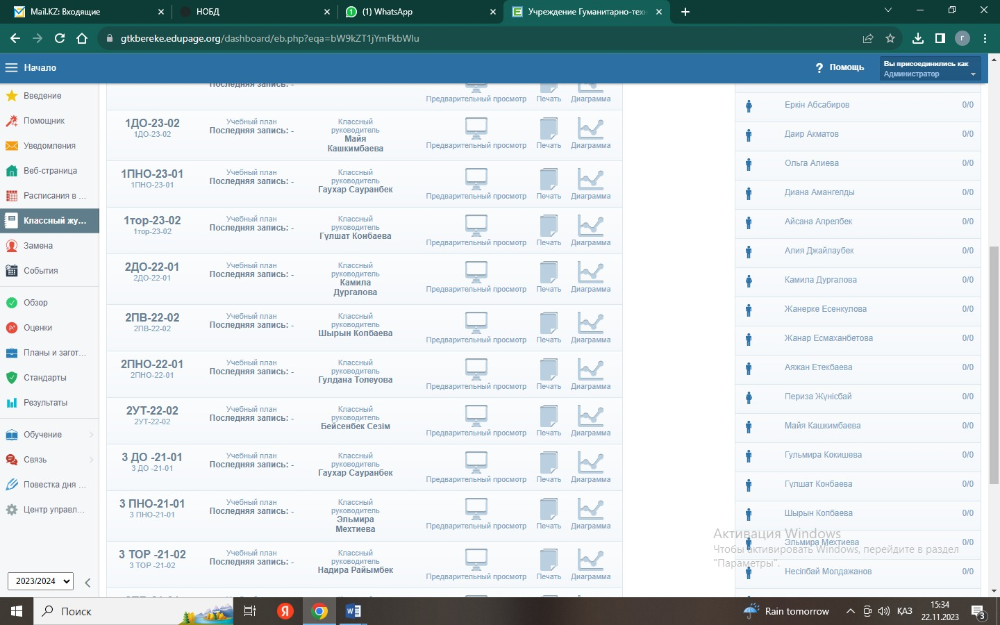 Mail.KZ: Входящие
НОБД
(1) WhatsApp
Учреждение Гуманитарно-техн
gtkbereke.edupage.org/dashboard/eb.php?eqa=bW9kZT1jYmFkbWlu
г
Начало
? Помощь
Вы присоединились как
Администратор
Введение
Помощник
Уведомления
Веб-страница
Расписания в ...
Классный жу...
Замена
События
Обзор
Оценки
Планы и загот...
Стандарты
Результаты
Обучение
Связь
Повестка дня ...
Центр управл...
2023/2024
Последняя запись: -
Предварительный просмотр Печать Диаграмма
1ДО-23-02
1ДО-23-02
Учебный план
Последняя запись: -
Классный
руководитель
Майя
Кашкимбаева
Предварительный просмотр Печать Диаграмма
1ПНО-23-01
1ПНО-23-01
Учебный план
Последняя запись: -
Классный
руководитель
Гаухар Сауранбек
Предварительный просмотр Печать Диаграмма
1тор-23-02
1тор-23-02
Учебный план
Последняя запись: -
Классный
руководитель
Гүлшат Конбаева
Предварительный просмотр Печать Диаграмма
2ДО-22-01
2ДО-22-01
Учебный план
Последняя запись: -
Классный
руководитель
Камила
Дургалова
Предварительный просмотр Печать Диаграмма
2ПВ-22-02
2ПВ-22-02
Учебный план
Последняя запись: -
Классный
руководитель
Шырын Копбаева
Предварительный просмотр Печать Диаграмма
2ПНО-22-01
2ПНО-22-01
Учебный план
Последняя запись: -
Классный
руководитель
Гулдана Толеуова
Предварительный просмотр Печать Диаграмма
2УТ-22-02
2УТ-22-02
Учебный план
Последняя запись: -
Классный
руководитель
Бейсенбек Сезім
Предварительный просмотр Печать Диаграмма
3 ДО -21-01
3 ДО -21-01
Учебный план
Последняя запись: -
Классный
руководитель
Гаухар Сауранбек
Предварительный просмотр Печать Диаграмма
3 ПНО-21-01
3 ПНО-21-01
Учебный план
Последняя запись: -
Классный
руководитель
Эльмира
Мехтиева
Предварительный просмотр Печать Диаграмма
3 ТОР -21-02
3 ТОР -21-02
Учебный план
Последняя запись: -
Классный
руководитель
Надира Райымбек
Предварительный просмотр Печать Диаграмма
Еркін Абсабиров 0/0
Даир Акматов 0/0
Ольга Алиева 0/0
Диана Амангелды 0/0
Айсана Апрелбек 0/0
Алия Джайлаубек 0/0
Камила Дургалова 0/0
Жанерке Есенкулова 0/0
Жанар Есмаханбетова 0/0
Аяжан Етекбаева 0/0
Периза Жүнісбай 0/0
Майя Кашкимбаева 0/0
Гульмира Кокишева 0/0
Гүлшат Конбаева 0/0
Шырын Копбаева 0/0
Эльмира Мехтиева 0/0
Несіпбай Молдажанов 0/0
Активация Windows
Чтобы активировать Windows, перейдите в раздел
"Параметры".
Поиск
Я
Rain tomorrow
ҚАЗ
15:34
22.11.2023
3